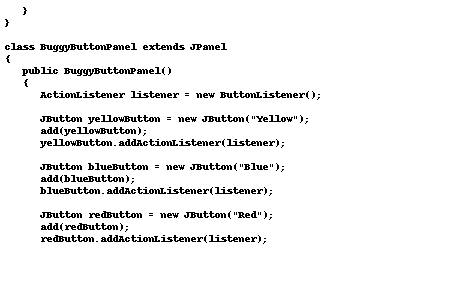 }
}

class BuggyButtonPanel extends JPanel
{
   public BuggyButtonPanel()
   {
      ActionListener listener = new ButtonListener();

      JButton yellowButton = new JButton("Yellow");
      add(yellowButton);
      yellowButton.addActionListener(listener);

      JButton blueButton = new JButton("Blue");
      add(blueButton);
      blueButton.addActionListener(listener);

      JButton redButton = new JButton("Red");
      add(redButton);
      redButton.addActionListener(listener);